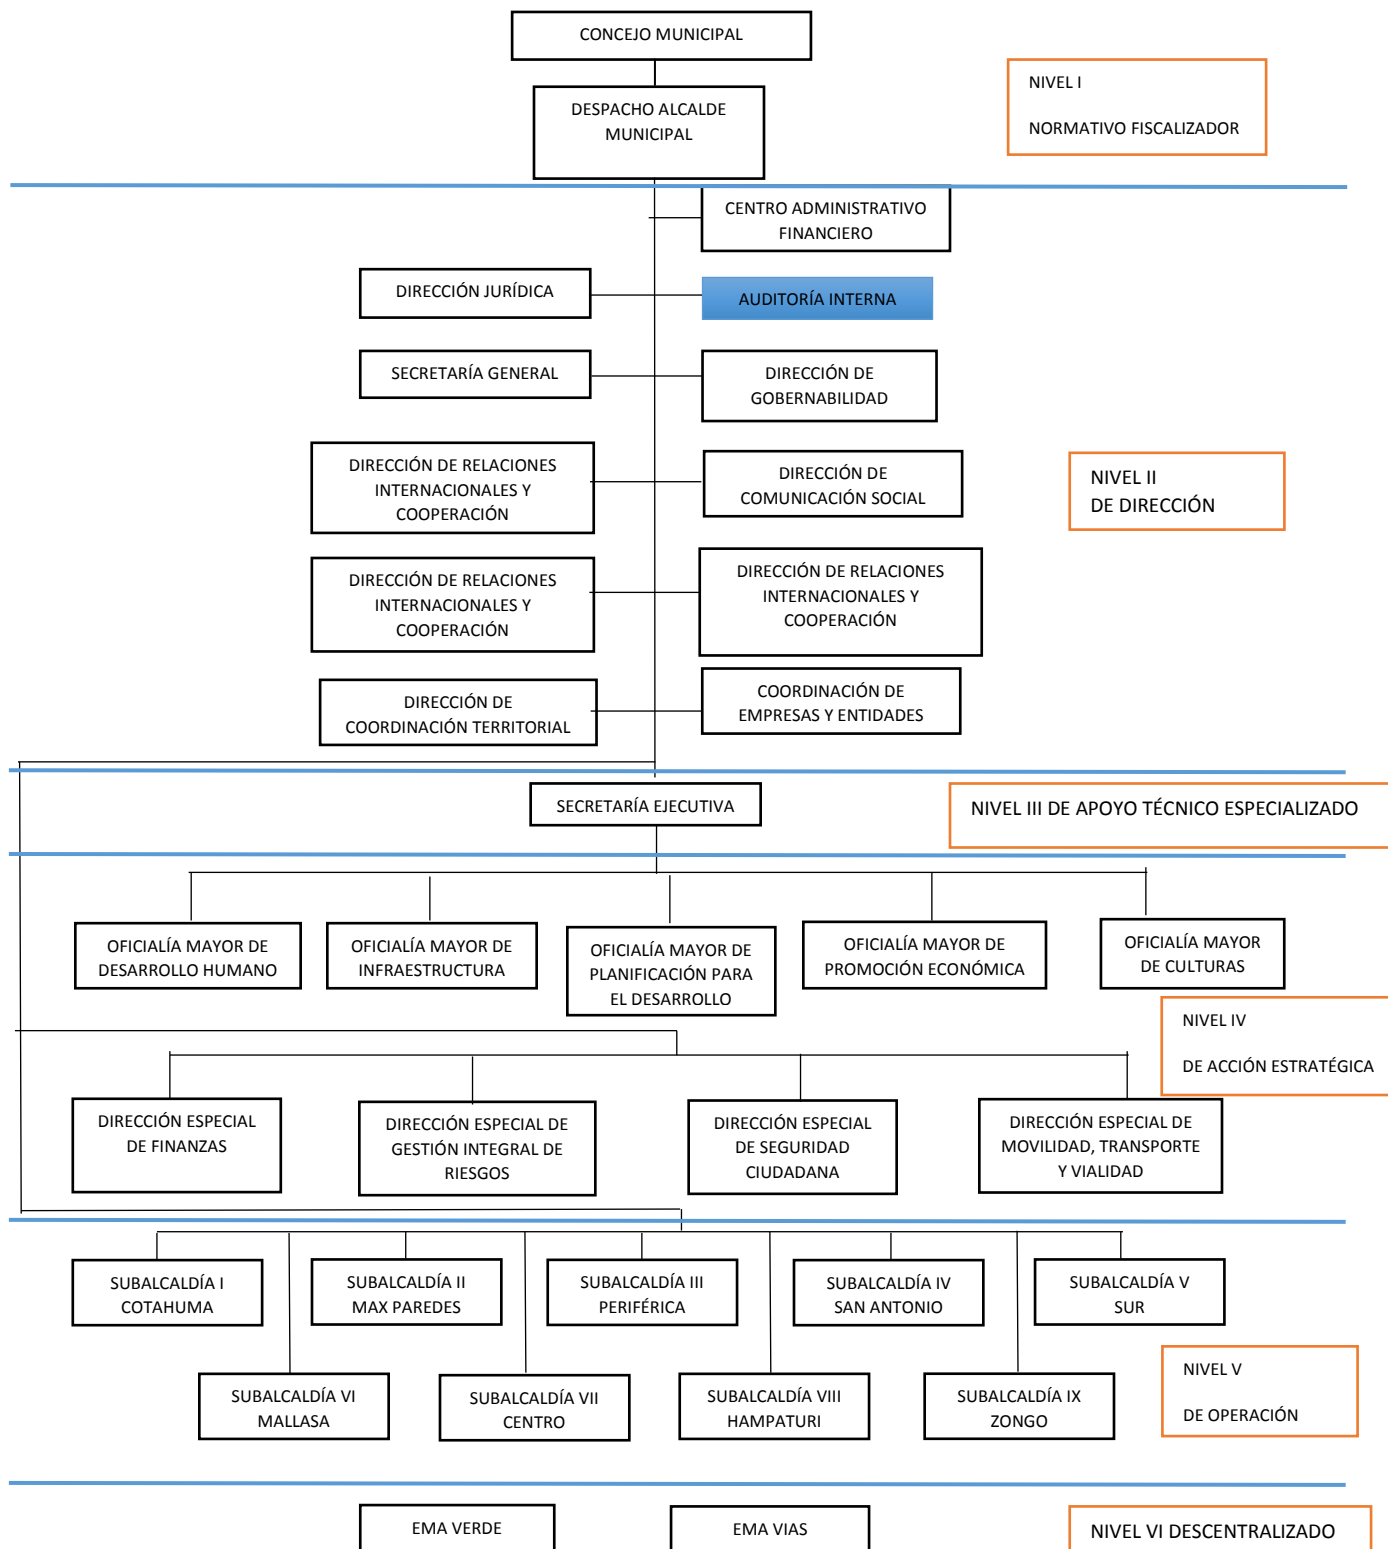 CONCEJO MUNICIPAL
DESPACHO ALCALDE
MUNICIPAL
NIVEL I
NORMATIVO FISCALIZADOR
CENTRO ADMINISTRATIVO
FINANCIERO
DIRECCIÓN JURÍDICA
AUDITORÍA INTERNA
SECRETARÍA GENERAL
DIRECCIÓN DE
GOBERNABILIDAD
DIRECCIÓN DE RELACIONES
INTERNACIONALES Y
COOPERACIÓN
DIRECCIÓN DE
COMUNICACIÓN SOCIAL
NIVEL II
DE DIRECCIÓN
DIRECCIÓN DE RELACIONES
INTERNACIONALES Y
COOPERACIÓN
DIRECCIÓN DE RELACIONES
INTERNACIONALES Y
COOPERACIÓN
DIRECCIÓN DE
COORDINACIÓN TERRITORIAL
COORDINACIÓN DE
EMPRESAS Y ENTIDADES
SECRETARÍA EJECUTIVA
NIVEL III DE APOYO TÉCNICO ESPECIALIZADO
OFICIALÍA MAYOR DE
DESARROLLO HUMANO
OFICIALÍA MAYOR DE
INFRAESTRUCTURA
OFICIALÍA MAYOR DE
PLANIFICACIÓN PARA
EL DESARROLLO
OFICIALÍA MAYOR DE
PROMOCIÓN ECONÓMICA
OFICIALÍA MAYOR
DE CULTURAS
NIVEL IV
DE ACCIÓN ESTRATÉGICA
DIRECCIÓN ESPECIAL
DE FINANZAS
DIRECCIÓN ESPECIAL DE
GESTIÓN INTEGRAL DE
RIESGOS
DIRECCIÓN ESPECIAL
DE SEGURIDAD
CIUDADANA
DIRECCIÓN ESPECIAL DE
MOVILIDAD, TRANSPORTE
Y VIALIDAD
SUBALCALDÍA I
COTAHUMA
SUBALCALDÍA II
MAX PAREDES
SUBALCALDÍA III
PERIFÉRICA
SUBALCALDÍA IV
SAN ANTONIO
SUBALCALDÍA V
SUR
SUBALCALDÍA VI
MALLASA
SUBALCALDÍA VII
CENTRO
SUBALCALDÍA VIII
HAMPATURI
SUBALCALDÍA IX
ZONGO
NIVEL V
DE OPERACIÓN
EMA VERDE
EMA VIAS
NIVEL VI DESCENTRALIZADO